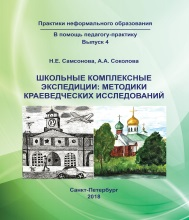 Практики неформального образования
В помощь педагогу-практику
Выпуск 4
Н.Е. Самсонова, А.А. Соколова
ШКОЛЬНЫЕ КОМПЛЕКСНЫЕ
ЭКСПЕДИЦИИ: МЕТОДИКИ
КРАЕВЕДЧЕСКИХ ИССЛЕДОВАНИЙ
Санкт-Петербург
2018